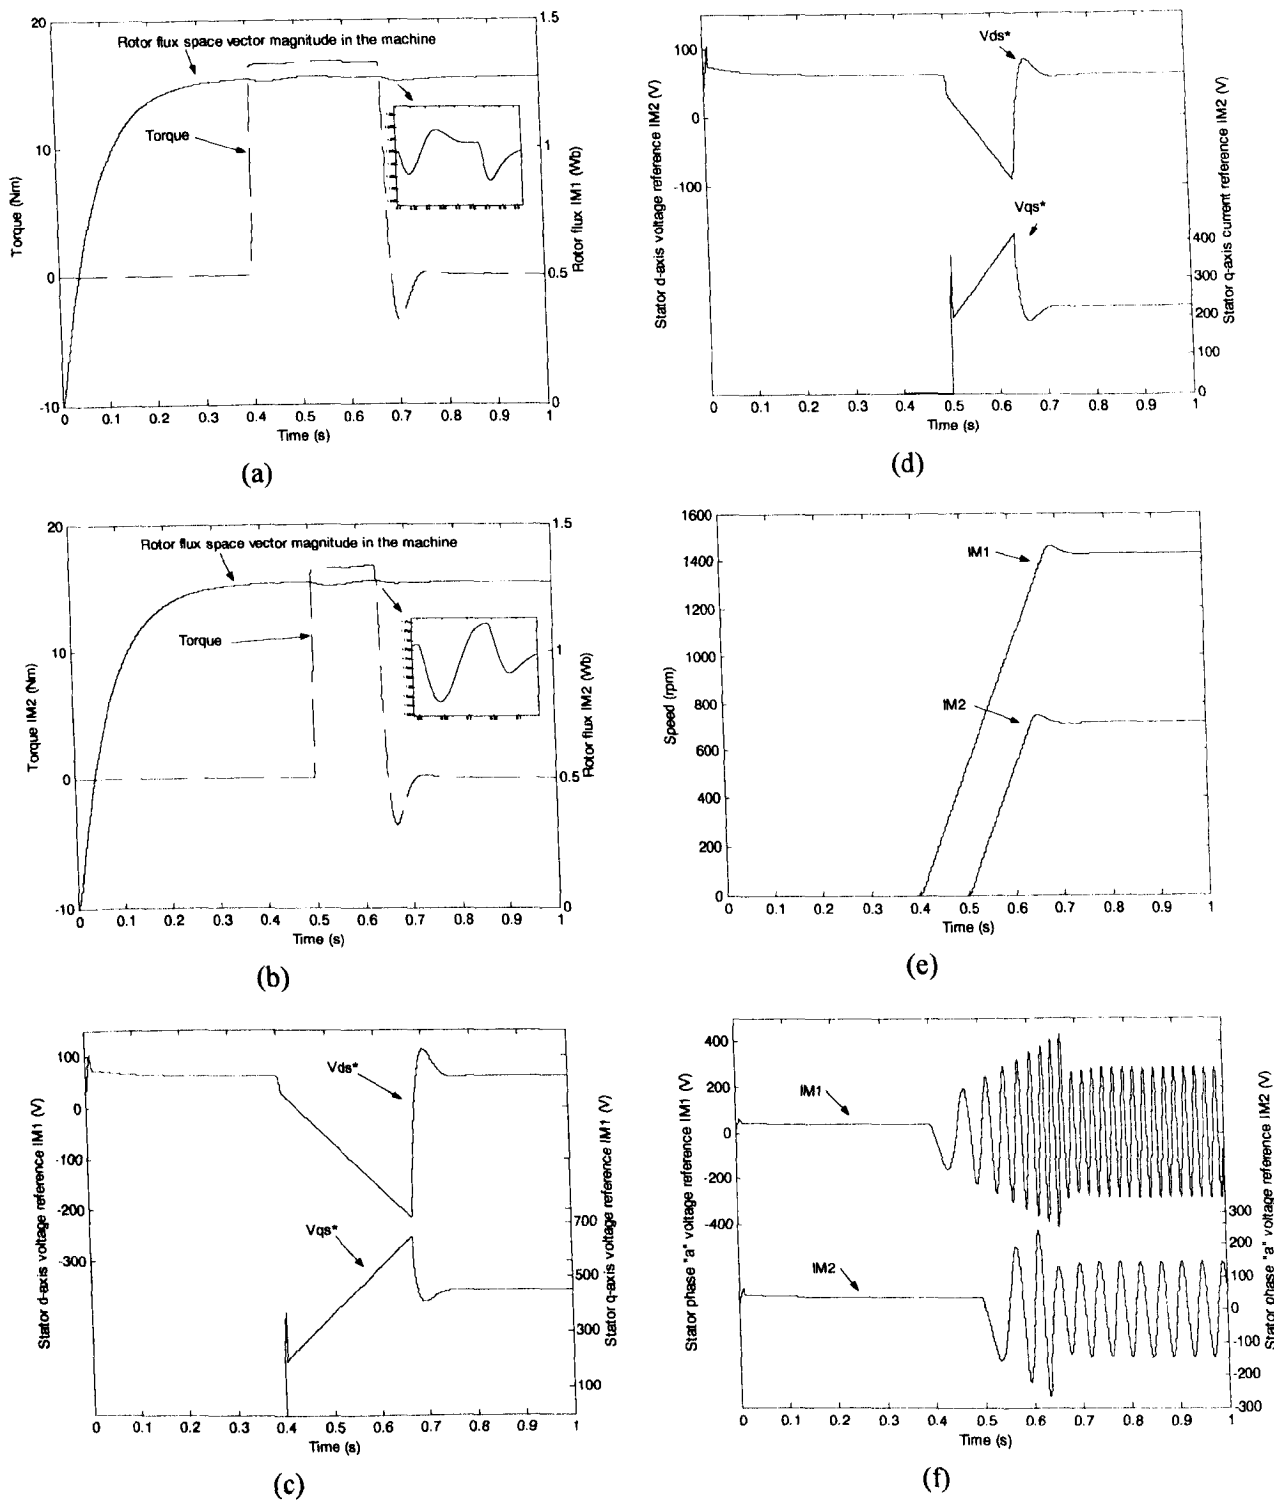 20
10
0
-10
Torque (Nm)
Rotor flux space vector magnitude in the machine
Torque
1.5
1
0.5
0
Rotor flux IM1 (Wb)
0 0.1 0.2 0.3 0.4 0.5 0.6 0.7 0.8 0.9 1
Time (s)
(a)
20
10
0
-10
Torque IM2 (Nm)
Rotor flux space vector magnitude in the machine
Torque
1.5
1
0.5
0
Rotor flux IM2 (Wb)
0 0.1 0.2 0.3 0.4 0.5 0.6 0.7 0.8 0.9 1
Time (s)
(b)
100
0
-100
-200
-300
Stator d-axis voltage reference IM1 (V)
Vds*
Vqs*
700
500
300
100
Stator q-axis voltage reference IM1 (V)
0 0.1 0.2 0.3 0.4 0.5 0.6 0.7 0.8 0.9 1
Time (s)
(c)
100
0
-100
Stator d-axis voltage reference IM2 (V)
Vds*
Vqs*
400
300
200
100
0
Stator q-axis current reference IM2 (V)
0 0.1 0.2 0.3 0.4 0.5 0.6 0.7 0.8 0.9 1
Time (s)
(d)
1600
1400
1200
1000
800
600
400
200
0
Speed (rpm)
IM1
IM2
0 0.1 0.2 0.3 0.4 0.5 0.6 0.7 0.8 0.9 1
Time (s)
(e)
400
200
0
-200
-400
Stator phase "a" voltage reference IM1 (V)
IM1
IM2
300
200
100
0
-100
-200
-300
Stator phase "a" voltage reference IM2 (V)
0 0.1 0.2 0.3 0.4 0.5 0.6 0.7 0.8 0.9 1
Time (s)
(f)